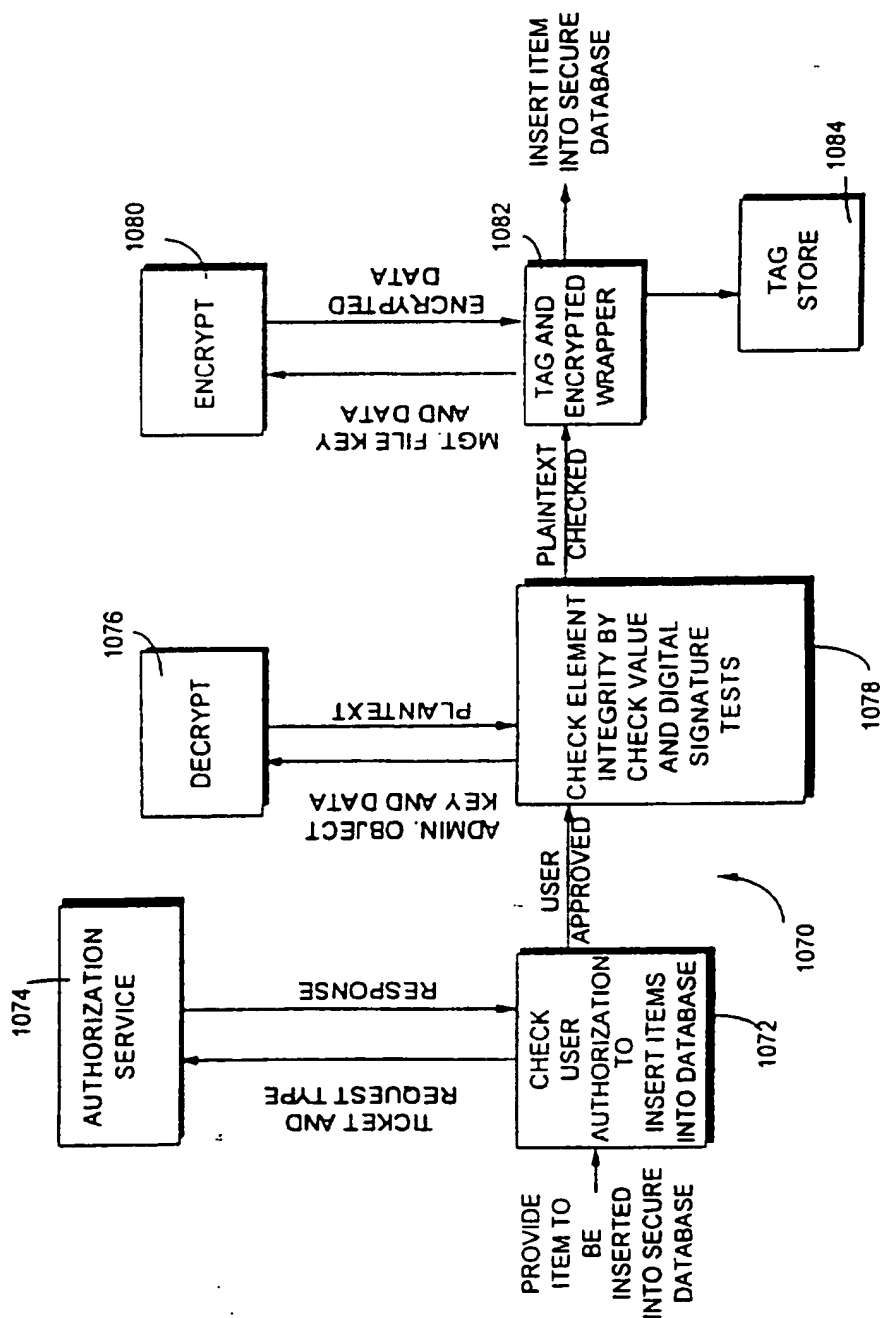 1074
AUTHORIZATION
SERVICE
TICKET AND
REQUEST TYPE
RESPONSE
PROVIDE
ITEM TO
BE
INSERTED
INTO SECURE
DATABASE
CHECK
USER
AUTHORIZATION
TO
INSERT ITEMS
INTO DATABASE
1072
USER
APPROVED
1070
1076
DECRYPT
ADMIN. OBJECT
KEY AND DATA
PLAINTEXT
CHECK ELEMENT
INTEGRITY BY
CHECK VALUE
AND DIGITAL
SIGNATURE
TESTS
1078
PLAINTEXT
CHECKED
1080
ENCRYPT
MGT. FILE KEY
AND DATA
ENCRYPTED
DATA
1082
TAG AND
ENCRYPTED
WRAPPER
INSERT ITEM
INTO SECURE
DATABASE
TAG
STORE
1084